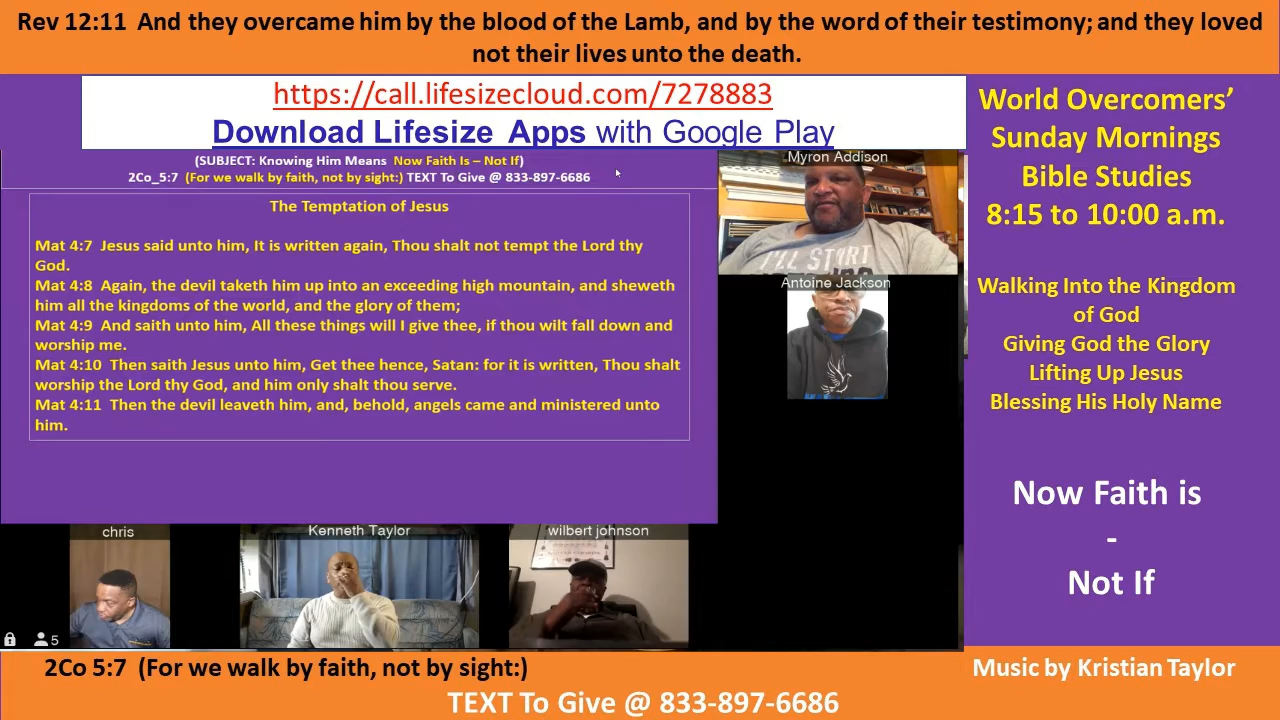 Rev 12:11  And they overcame him by the blood of the Lamb, and by the word of their testimony; and they loved
not their lives unto the death.
https://call.lifesizecloud.com/7278883
Download Lifesize Apps with Google Play
(SUBJECT: Knowing Him Means Now Faith Is – Not If)
2Co_5:7 (For we walk by faith, not by sight:) TEXT To Give @ 833-897-6686
The Temptation of Jesus
Mat 4:7  Jesus said unto him, It is written again, Thou shalt not tempt the Lord thy
God.
Mat 4:8  Again, the devil taketh him up into an exceeding high mountain, and sheweth
him all the kingdoms of the world, and the glory of them;
Mat 4:9  And saith unto him, All these things will I give thee, if thou wilt fall down and
worship me.
Mat 4:10  Then saith Jesus unto him, Get thee hence, Satan: for it is written, Thou shalt
worship the Lord thy God, and him only shalt thou serve.
Mat 4:11  Then the devil leaveth him, and, behold, angels came and ministered unto
him.
Myron Addison
I'LL START
Antoine Jackson
chris
Kenneth Taylor
wilbert johnson
5
World Overcomers'
Sunday Mornings
Bible Studies
8:15 to 10:00 a.m.
Walking Into the Kingdom
of God
Giving God the Glory
Lifting Up Jesus
Blessing His Holy Name
Now Faith is
-
Not If
2Co 5:7  (For we walk by faith, not by sight:)
Music by Kristian Taylor
TEXT To Give @ 833-897-6686